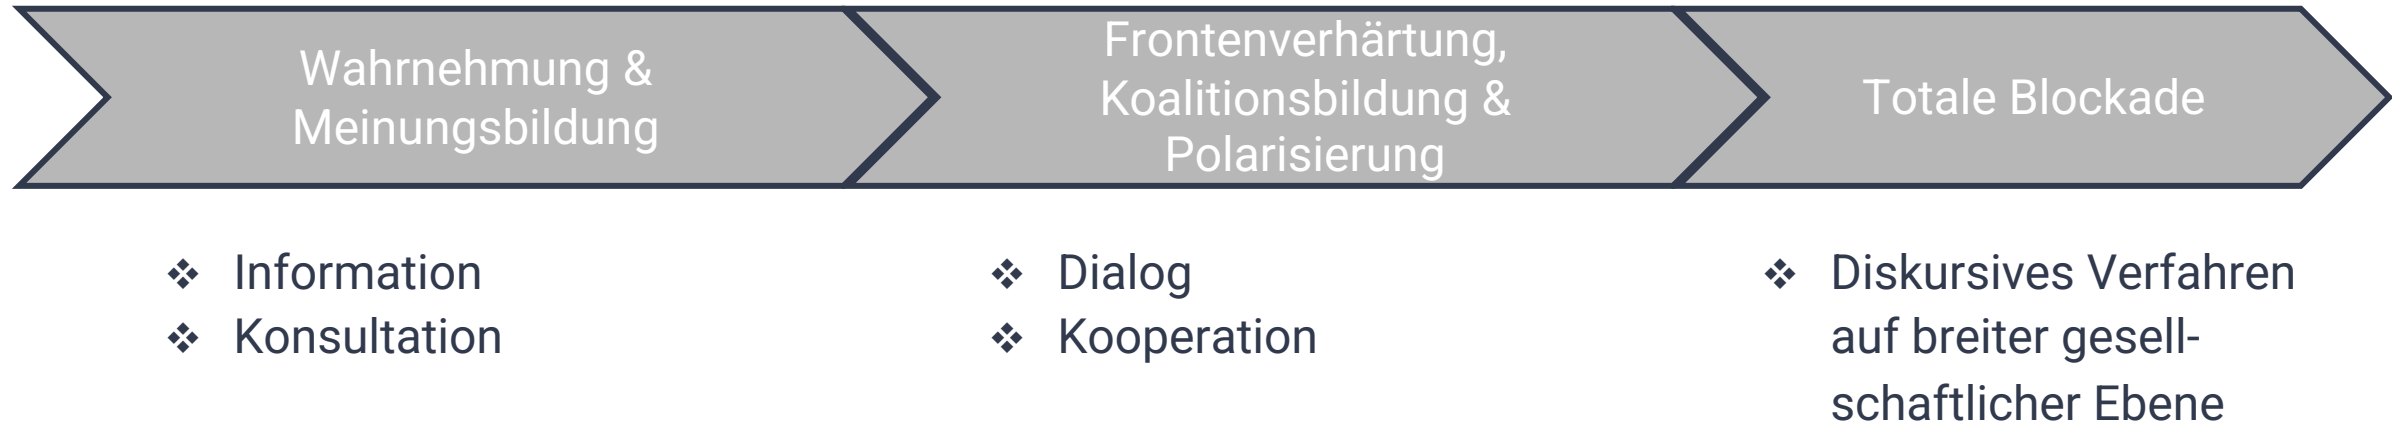 Wahrnehmung &
Meinungsbildung
Frontenverhärtung,
Koalitionsbildung &
Polarisierung
Totale Blockade
❖ Information
❖ Konsultation
❖ Dialog
❖ Kooperation
❖ Diskursives Verfahren
auf breiter gesell-
schaftlicher Ebene